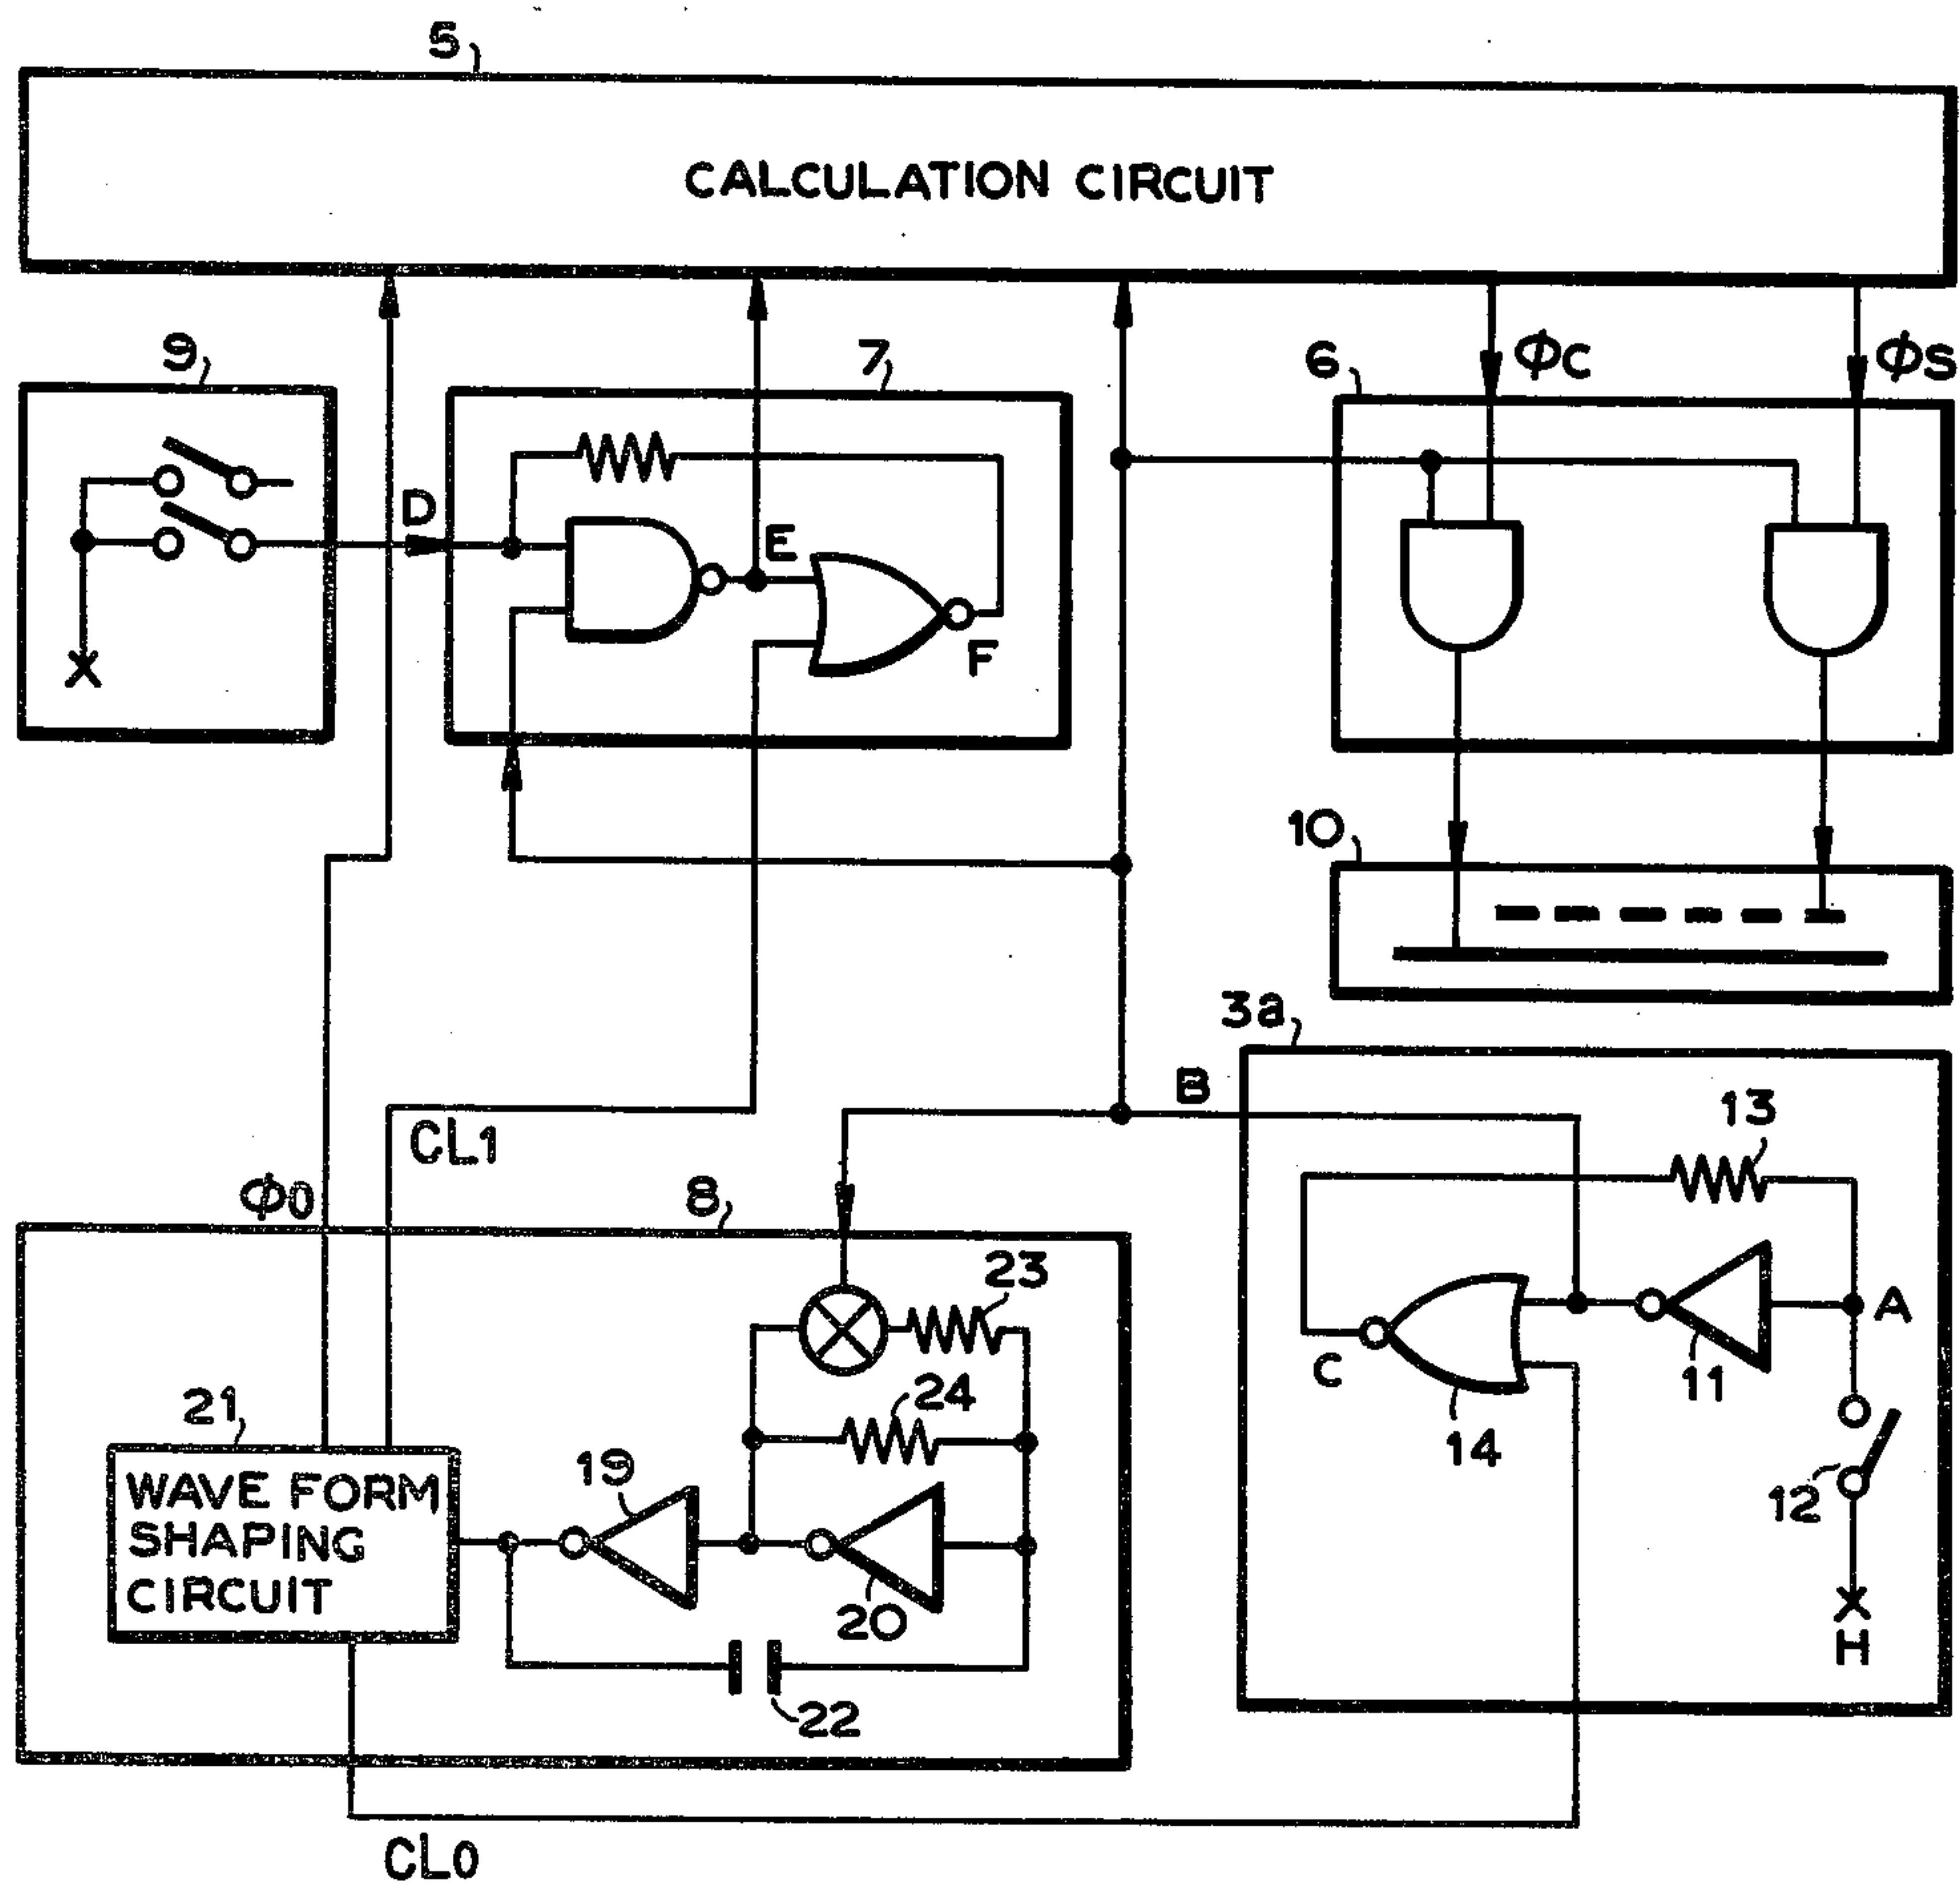 5
CALCULATION CIRCUIT
9
7
6
ΦC
ΦS
D
E
F
X
10
3a
B
13
CL1
Φ0
8
23
A
C
24
11
21
14
19
12
WAVE FORM
SHAPING
CIRCUIT
20
X
H
22
CL0